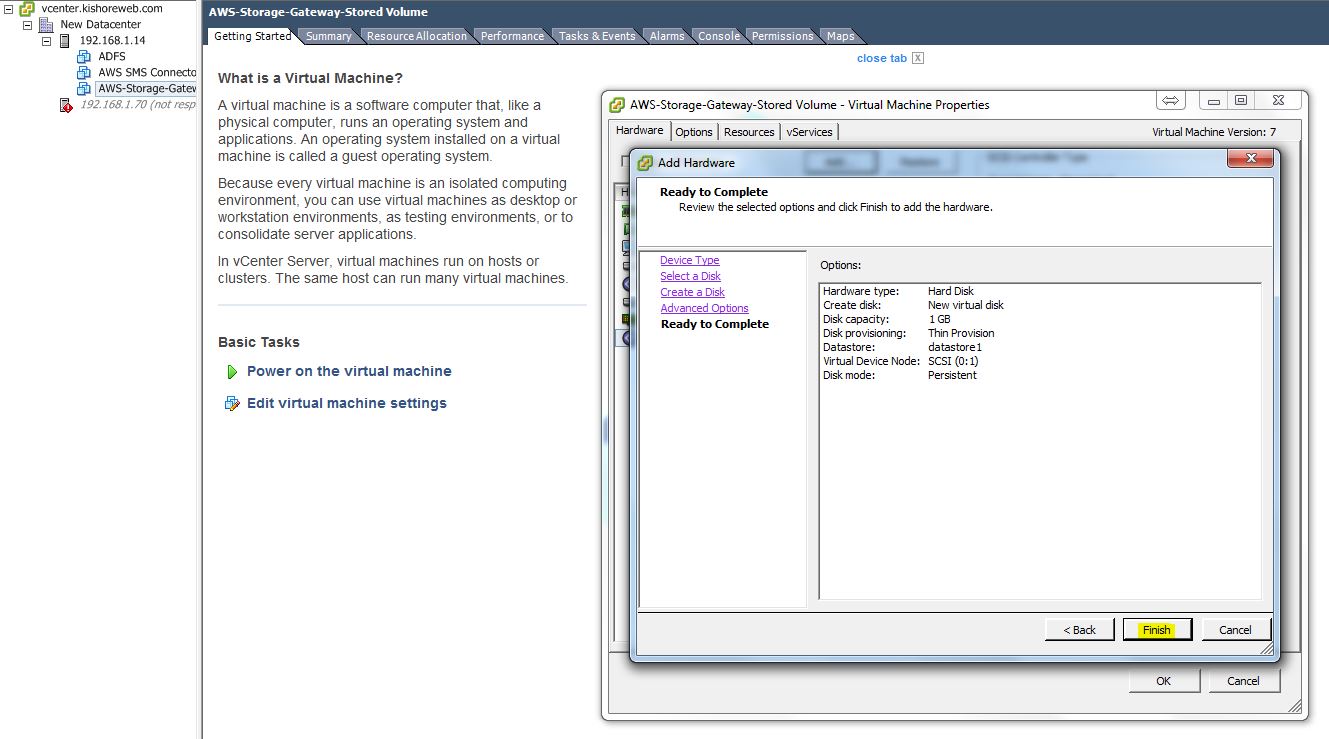 vcenter.kishoreweb.com
New Datacenter
192.168.1.14
ADFS
AWS SMS Connecto
AWS-Storage-Gatew
192.168.1.70 (not resp
AWS-Storage-Gateway-Stored Volume
Getting Started Summary Resource Allocation Performance Tasks & Events Alarms Console Permissions Maps
close tab X
What is a Virtual Machine?
A virtual machine is a software computer that, like a
physical computer, runs an operating system and
applications. An operating system installed on a virtual
machine is called a guest operating system.
Because every virtual machine is an isolated computing
environment, you can use virtual machines as desktop or
workstation environments, as testing environments, or to
consolidate server applications.
In vCenter Server, virtual machines run on hosts or
clusters. The same host can run many virtual machines.
Basic Tasks
Power on the virtual machine
Edit virtual machine settings
AWS-Storage-Gateway-Stored Volume - Virtual Machine Properties
Hardware Options Resources vServices
Virtual Machine Version: 7
Add Hardware
Ready to Complete
Review the selected options and click Finish to add the hardware.
Device Type
Select a Disk
Create a Disk
Advanced Options
Ready to Complete
Options:
Hardware type: Hard Disk
Create disk: New virtual disk
Disk capacity: 1 GB
Disk provisioning: Thin Provision
Datastore: datastore1
Virtual Device Node: SCSI (0:1)
Disk mode: Persistent
< Back Finish Cancel
OK Cancel